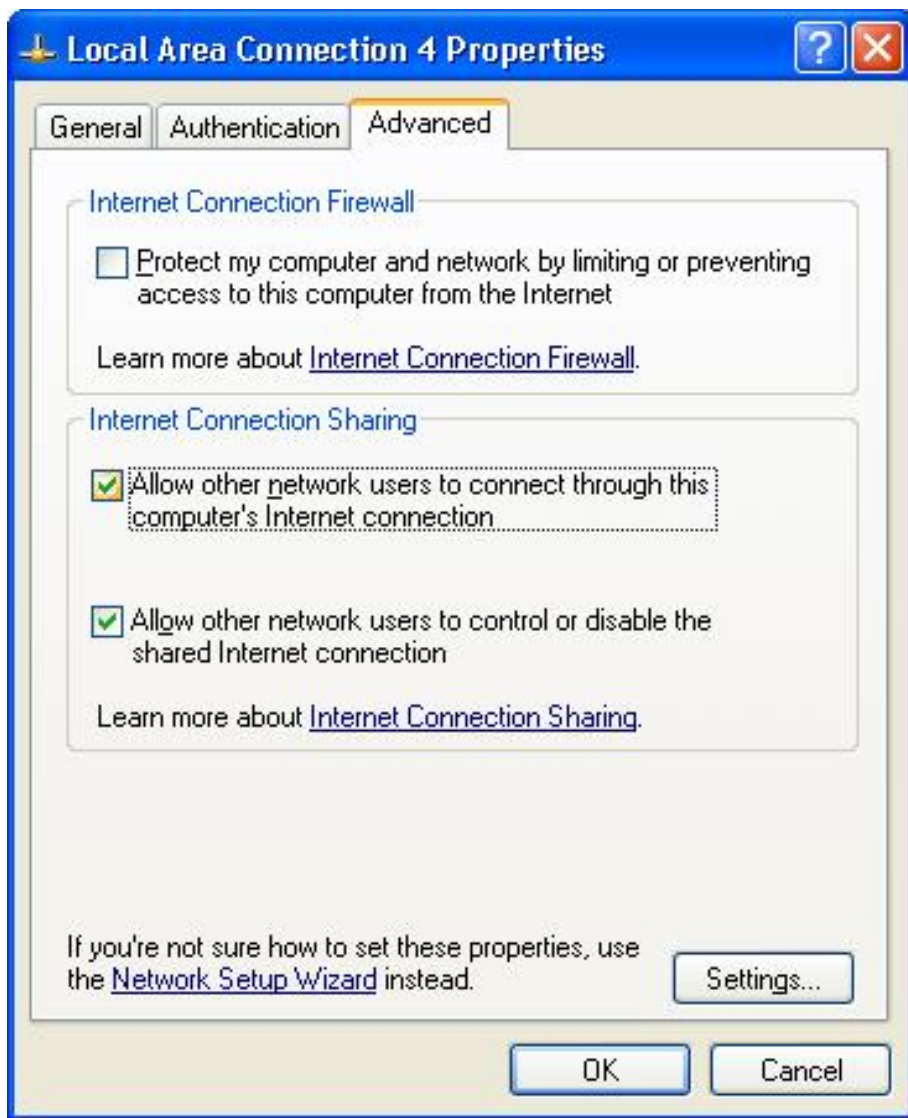 Local Area Connection 4 Properties
General
Authentication
Advanced
Internet Connection Firewall
Protect my computer and network by limiting or preventing
access to this computer from the Internet
Learn more about Internet Connection Firewall.
Internet Connection Sharing
Allow other network users to connect through this
computer's Internet connection
Allow other network users to control or disable the
shared Internet connection
Learn more about Internet Connection Sharing.
If you're not sure how to set these properties, use
the Network Setup Wizard instead.
Settings...
OK
Cancel